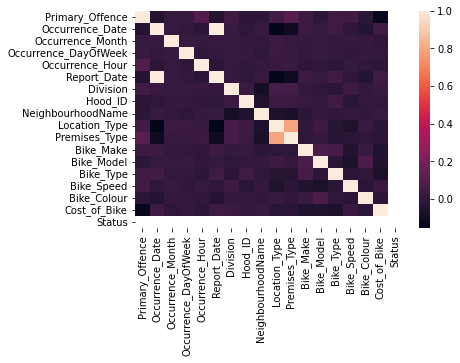 Primary_Offence
Occurrence_Date
Occurrence_Month
Occurrence_DayOfWeek
Occurrence_Hour
Report_Date
Division
Hood_ID
NeighbourhoodName
Location_Type
Premises_Type
Bike_Make
Bike_Model
Bike_Type
Bike_Speed
Bike_Colour
Cost_of_Bike
Status
Primary_Offence
Occurrence_Date
Occurrence_Month
Occurrence_DayOfWeek
Occurrence_Hour
Report_Date
Division
Hood_ID
NeighbourhoodName
Location_Type
Premises_Type
Bike_Make
Bike_Model
Bike_Type
Bike_Speed
Bike_Colour
Cost_of_Bike
Status
1.0
0.8
0.6
0.4
0.2
0.0